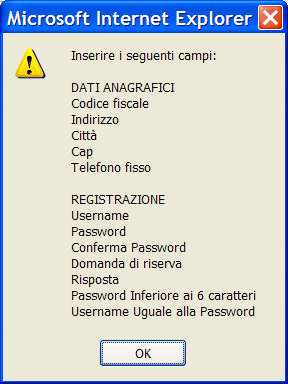 Microsoft Internet Explorer
Inserire i seguenti campi:
DATI ANAGRAFICI
Codice fiscale
Indirizzo
Città
Cap
Telefono fisso
REGISTRAZIONE
Username
Password
Conferma Password
Domanda di riserva
Risposta
Password Inferiore ai 6 caratteri
Username Uguale alla Password
OK